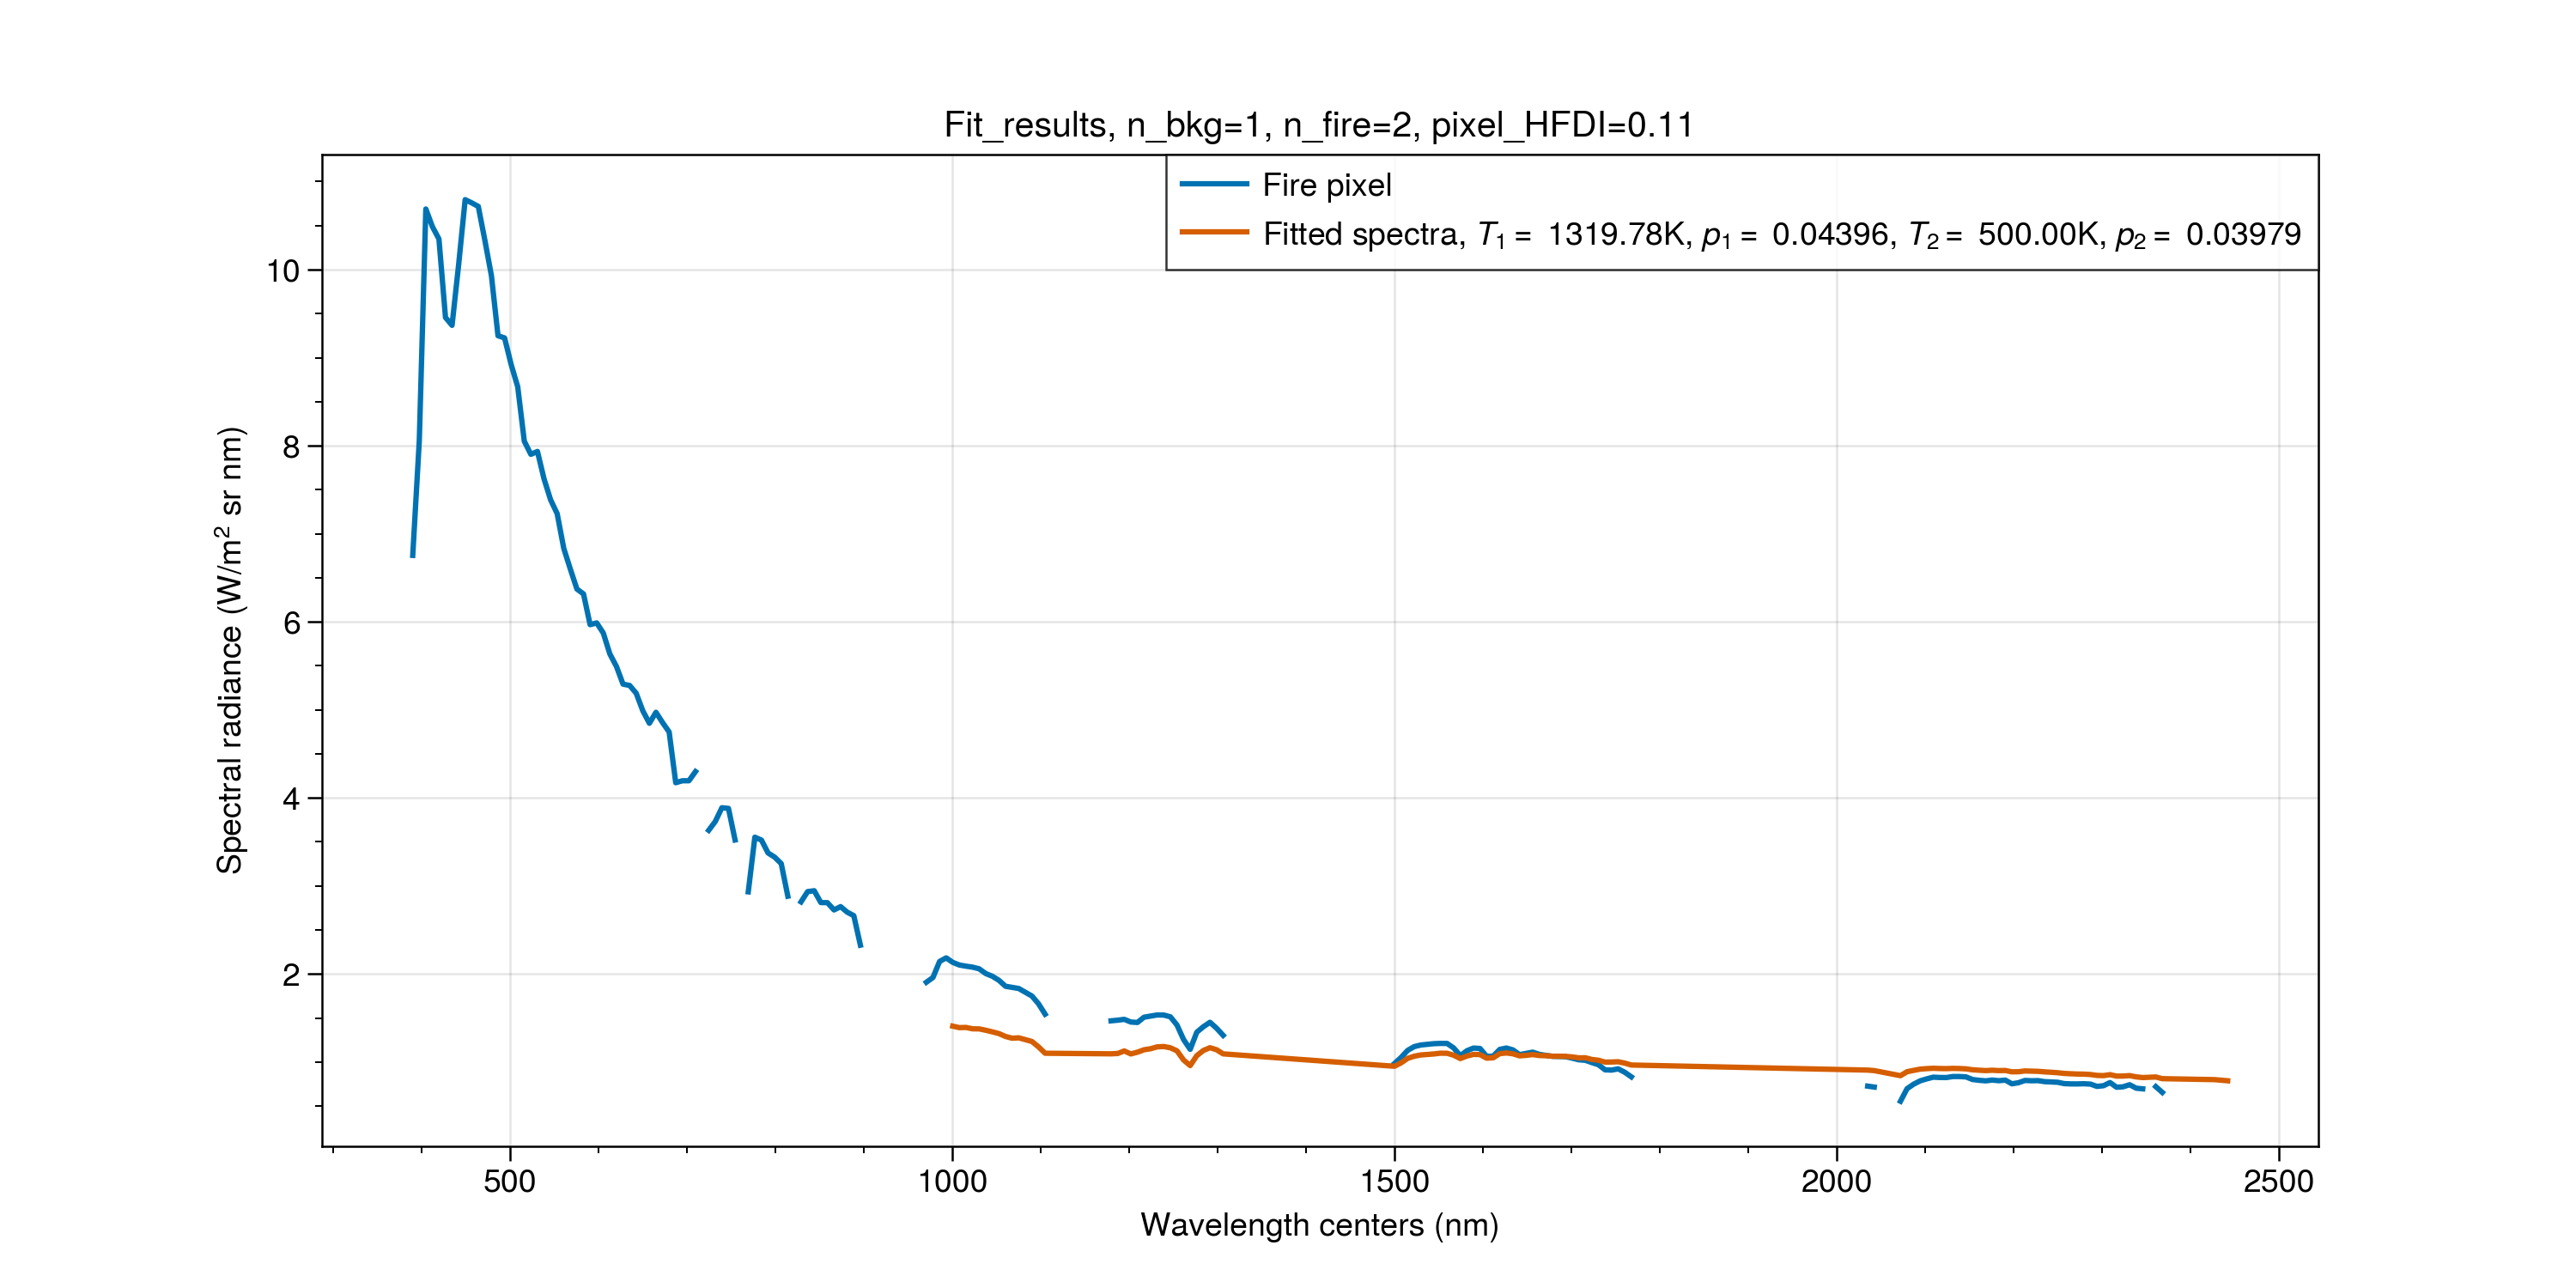 Fit_results, n_bkg=1, n_fire=2, pixel_HFDI=0.11
Fire pixel
Fitted spectra, T₁ = 1319.78K, p₁ = 0.04396, T₂ = 500.00K, p₂ = 0.03979
Spectral radiance (W/m² sr nm)
10
8
6
4
2
500
1000
1500
2000
2500
Wavelength centers (nm)